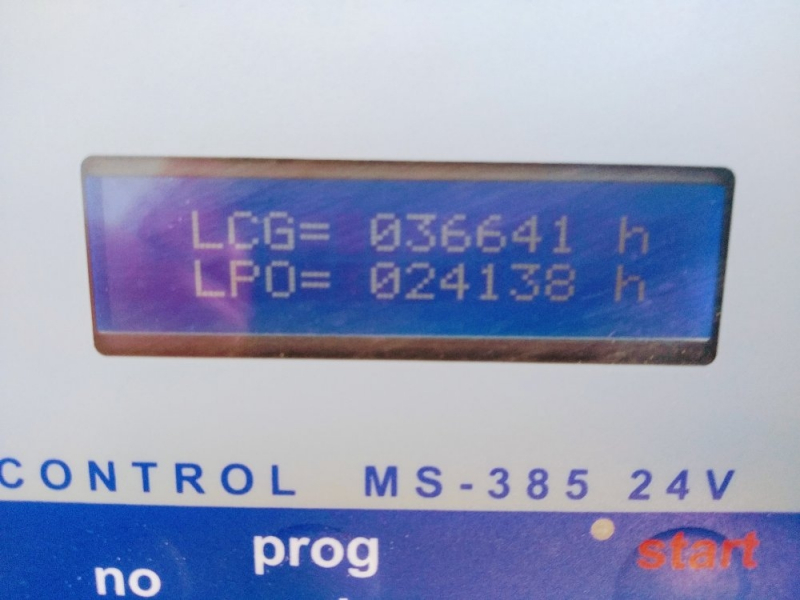 LCG= 036641 h
LPO= 024138 h
CONTROL MS-385 24V
prog
start
no